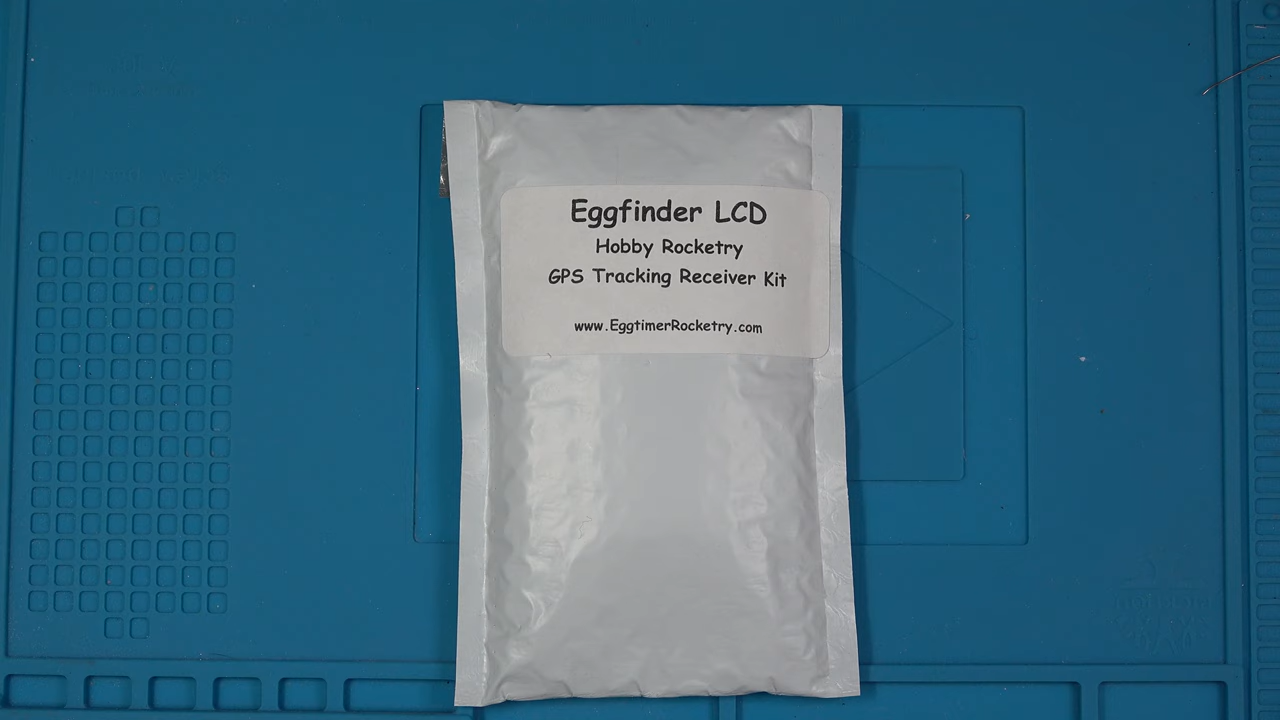 Eggfinder LCD
Hobby Rocketry
GPS Tracking Receiver Kit
www.EggtimerRocketry.com